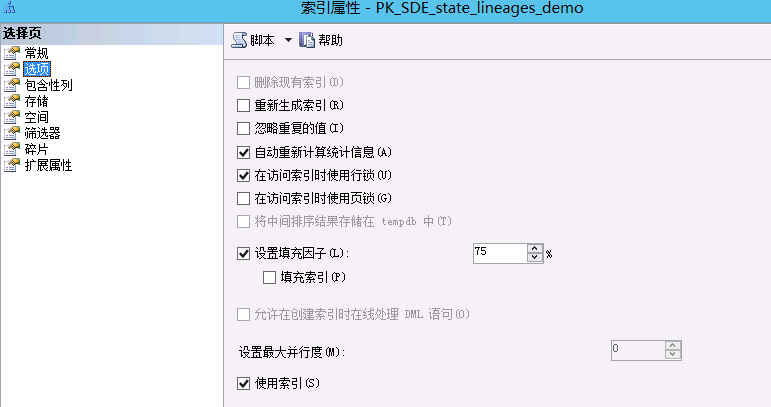 索引属性 - PK_SDE_state_lineages_demo
选择页
常规
选项
包含性列
存储
空间
筛选器
碎片
扩展属性
脚本 帮助
删除现有索引(D)
重新生成索引(R)
忽略重复的值(I)
自动重新计算统计信息(A)
在访问索引时使用行锁(U)
在访问索引时使用页锁(G)
将中间排序结果存储在 tempdb 中(T)
设置填充因子(L): 75 %
填充索引(P)
允许在创建索引时在线处理 DML 语句(O)
设置最大并行度(M): 0
使用索引(S)